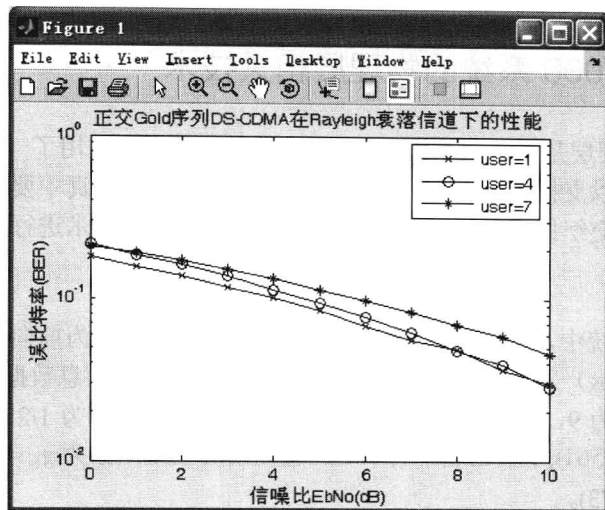 Figure 1
File Edit View Insert Tools Desktop Window Help
正交Gold序列DS-CDMA在Rayleigh衰落信道下的性能
10^0
user=1
user=4
user=7
10^-1
误比特率(BER)
10^-2
0 2 4 6 8 10
信噪比EbNo(dB)